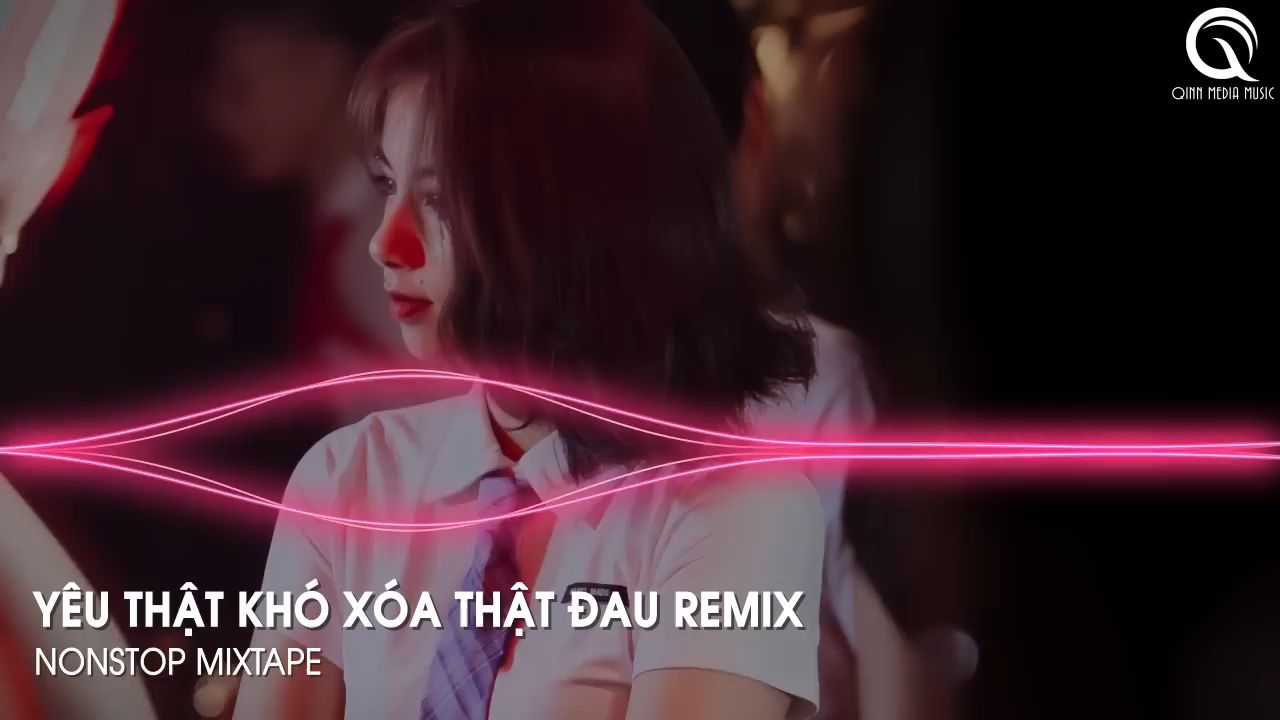 QINN MEDIA MUSIC
YÊU THẬT KHÓ XÓA THẬT ĐAU REMIX
NONSTOP MIXTAPE